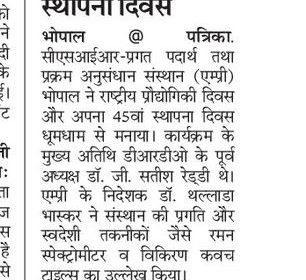 स्थापना दिवस
भोपाल @ पत्रिका.
सीएसआईआर-प्रगत पदार्थ तथा
प्रक्रम अनुसंधान संस्थान (एम्प्री)
भोपाल ने राष्ट्रीय प्रौद्योगिकी दिवस
और अपना 45वां स्थापना दिवस
धूमधाम से मनाया। कार्यक्रम के
मुख्य अतिथि डीआरडीओ के पूर्व
अध्यक्ष डॉ. जी. सतीश रेड्डी थे।
एम्प्री के निदेशक डॉ. थल्लाडा
भास्कर ने संस्थान की प्रगति और
स्वदेशी तकनीकों जैसे रमन
स्पेक्ट्रोमीटर व विकिरण कवच
टाइल्स का उल्लेख किया।